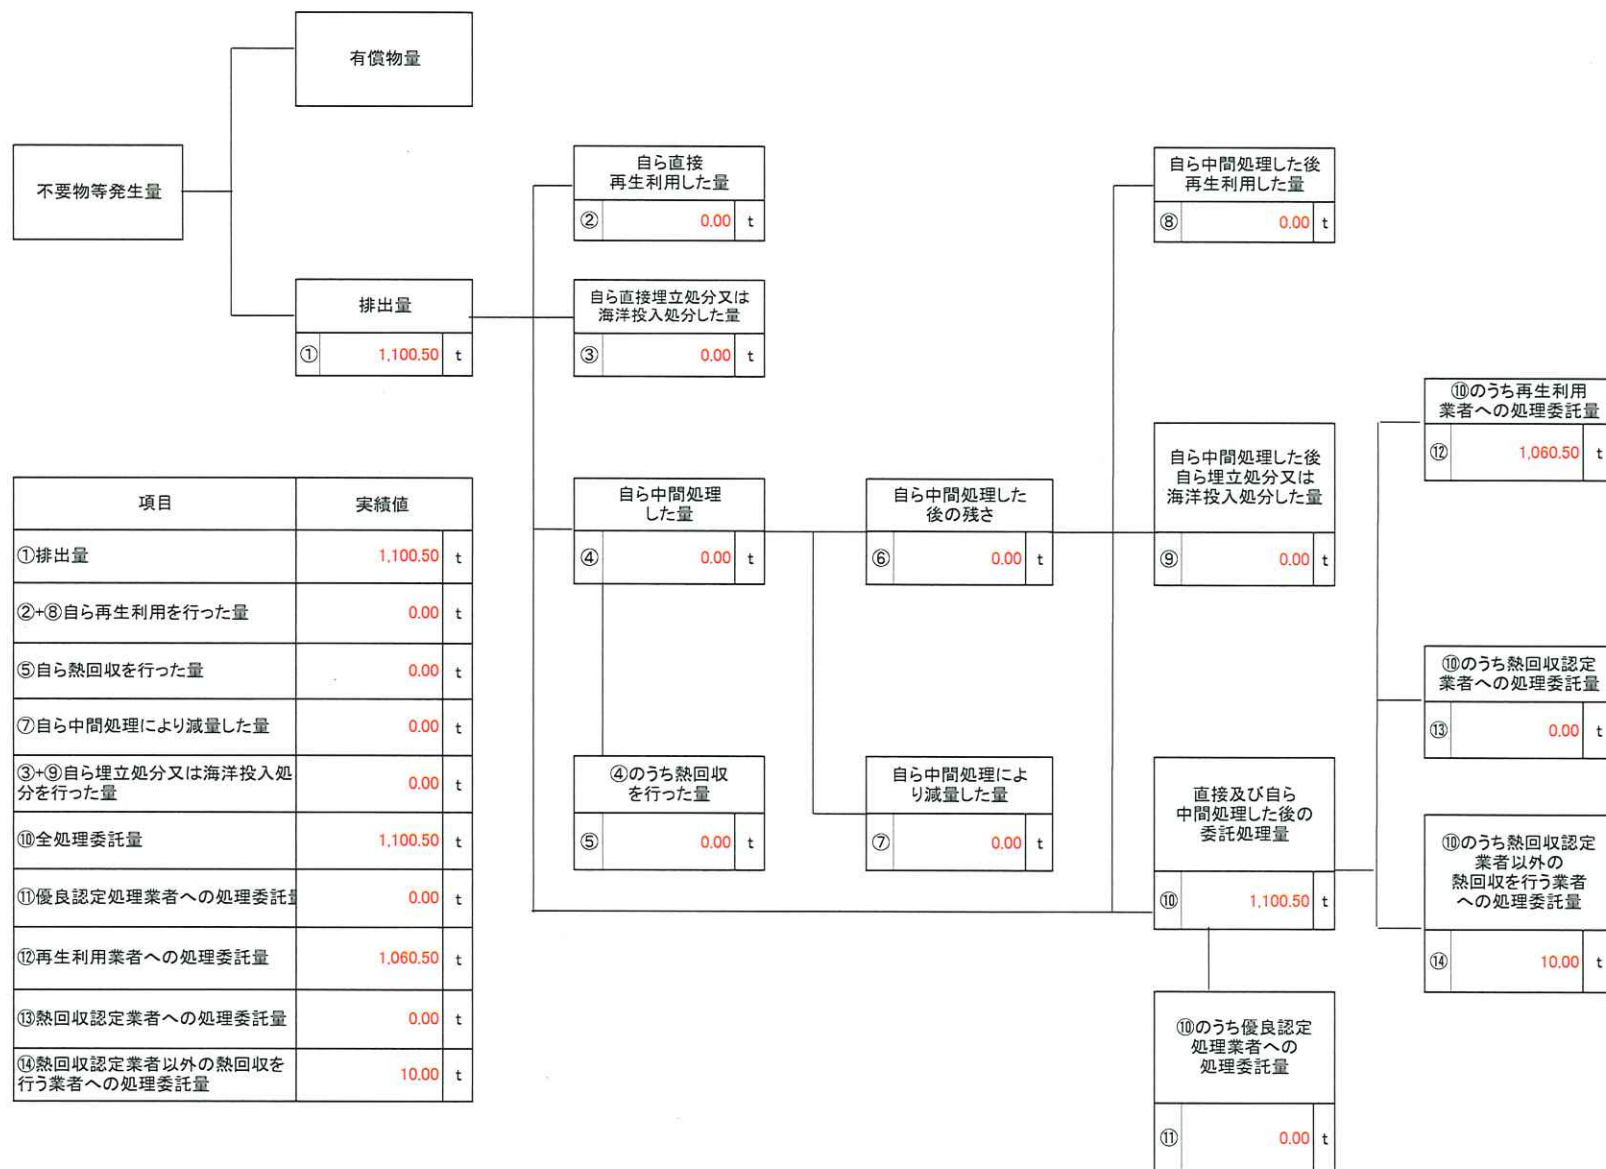 有償物量
不要物等発生量
排出量
① 1,100.50 t
自ら直接
再生利用した量
② 0.00 t
自ら直接埋立処分又は
海洋投入処分した量
③ 0.00 t
自ら中間処理
した量
④ 0.00 t
④のうち熱回収
を行った量
⑤ 0.00 t
自ら中間処理した
後の残さ
⑥ 0.00 t
自ら中間処理によ
り減量した量
⑦ 0.00 t
自ら中間処理した後
再生利用した量
⑧ 0.00 t
自ら中間処理した後
自ら埋立処分又は
海洋投入処分した量
⑨ 0.00 t
直接及び自ら
中間処理した後の
委託処理量
⑩ 1,100.50 t
⑩のうち優良認定
処理業者への
処理委託量
⑪ 0.00 t
⑩のうち再生利用
業者への処理委託量
⑫ 1,060.50 t
⑩のうち熱回収認定
業者への処理委託量
⑬ 0.00 t
⑩のうち熱回収認定
業者以外の
熱回収を行う業者
への処理委託量
⑭ 10.00 t
項目 実績値
①排出量 1,100.50 t
②+⑧自ら再生利用を行った量 0.00 t
⑤自ら熱回収を行った量 0.00 t
⑦自ら中間処理により減量した量 0.00 t
③+⑨自ら埋立処分又は海洋投入処
分を行った量 0.00 t
⑩全処理委託量 1,100.50 t
⑪優良認定処理業者への処理委託量 0.00 t
⑫再生利用業者への処理委託量 1,060.50 t
⑬熱回収認定業者への処理委託量 0.00 t
⑭熱回収認定業者以外の熱回収を
行う業者への処理委託量 10.00 t